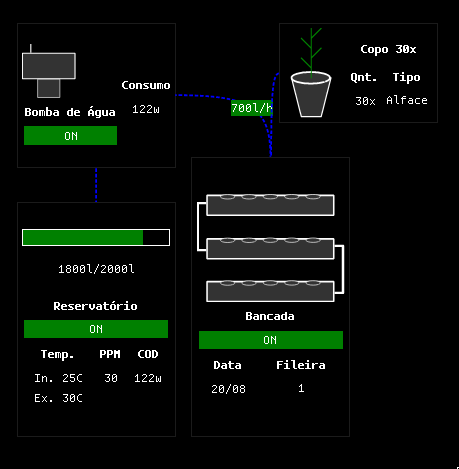 Consumo
122w
Bomba de Água
ON
700l/h
Copo 30x
Qnt. Tipo
30x Alface
1800l/2000l
Reservatório
ON
Temp. PPM COD
In. 25C 30 122w
Ex. 30C
Bancada
ON
Data Fileira
20/08 1